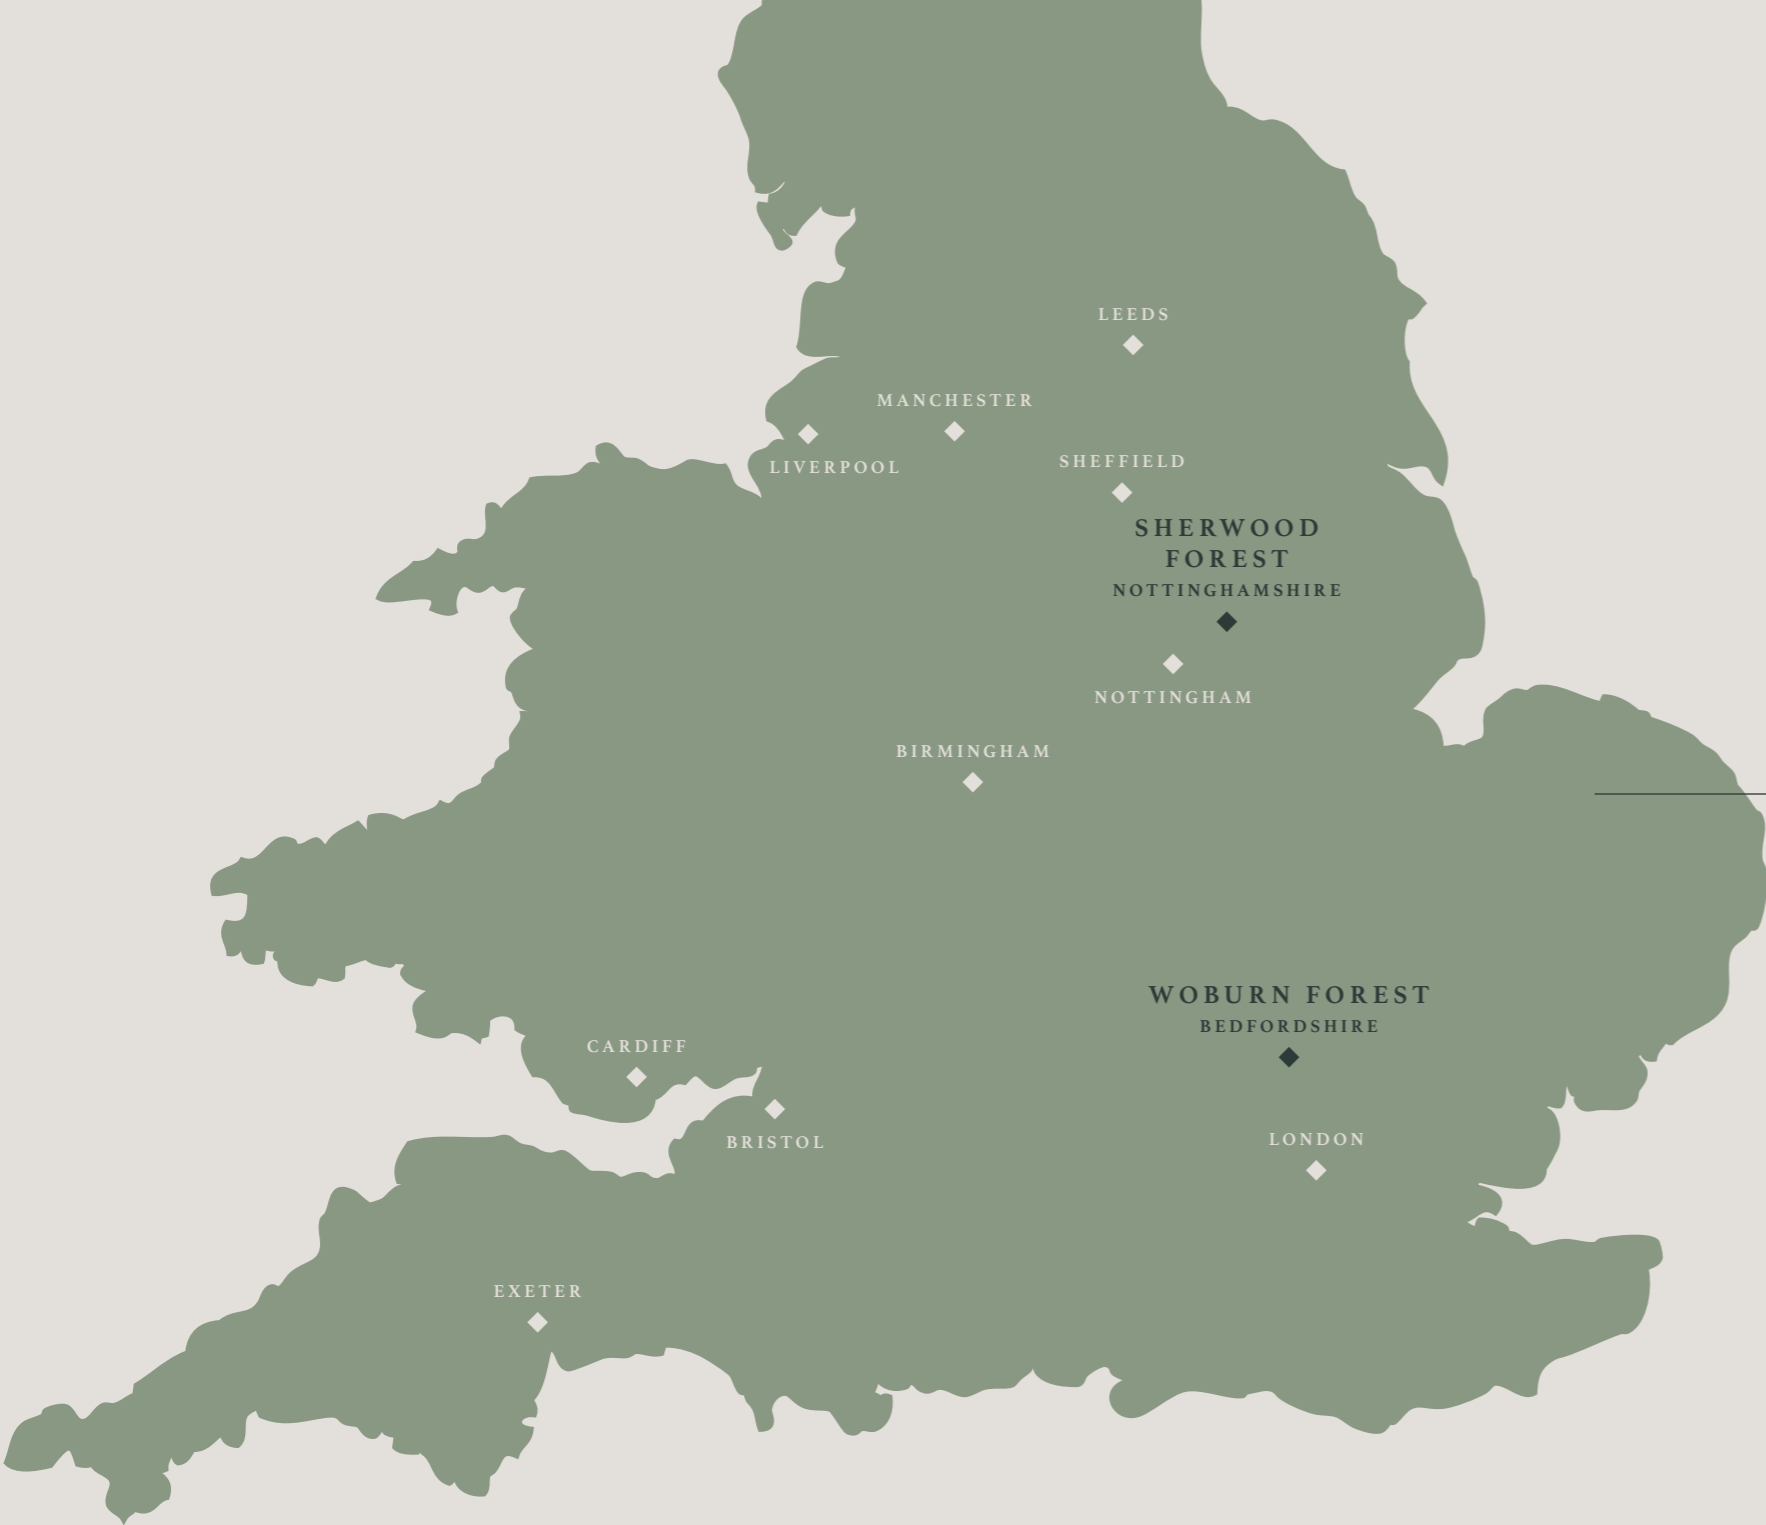 LEEDS
MANCHESTER
LIVERPOOL
SHEFFIELD
SHERWOOD
FOREST
NOTTINGHAMSHIRE
NOTTINGHAM
BIRMINGHAM
WOBURN FOREST
BEDFORDSHIRE
CARDIFF
BRISTOL
LONDON
EXETER